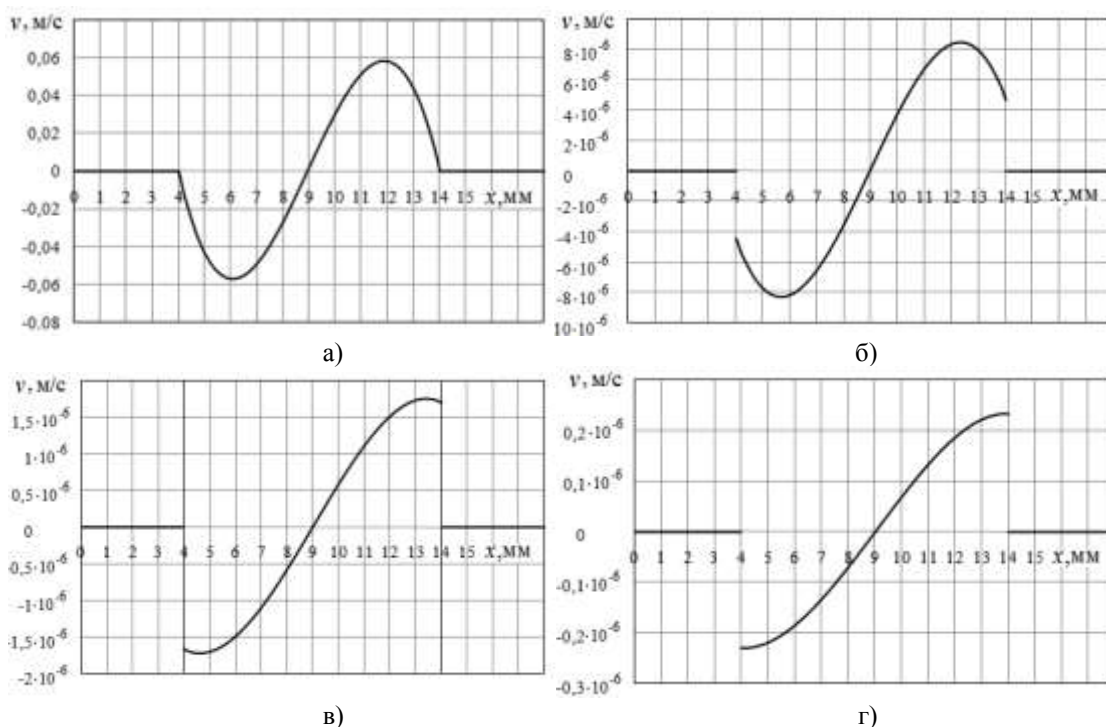 v, м/с
0,06
0,04
0,02
0
-0,02
-0,04
-0,06
-0.08
0 1 2 3 4 5 6 7 8 9 10 11 12 13 14 15 x,мм
а)
v, м/с
8·10⁻⁶
6·10⁻⁶
4·10⁻⁶
2·10⁻⁶
0
-2·10⁻⁶
-4·10⁻⁶
-6·10⁻⁶
-8·10⁻⁶
10·10⁻⁶
0 1 2 3 4 5 6 7 8 9 10 11 12 13 14 15 x,мм
б)
v, м/с
1,5·10⁻⁶
1·10⁻⁶
0,5·10⁻⁶
0
0,5·10⁻⁶
-1·10⁻⁶
-1,5·10⁻⁶
-2·10⁻⁶
0 1 2 3 4 5 6 7 8 9 10 11 12 13 14 15 x,мм
в)
v, м/с
0,2·10⁻⁶
0,1·10⁻⁶
0
-0,1·10⁻⁶
-0,2·10⁻⁶
-0,3·10⁻⁶
0 1 2 3 4 5 6 7 8 9 10 11 12 13 14 15 x,мм
г)